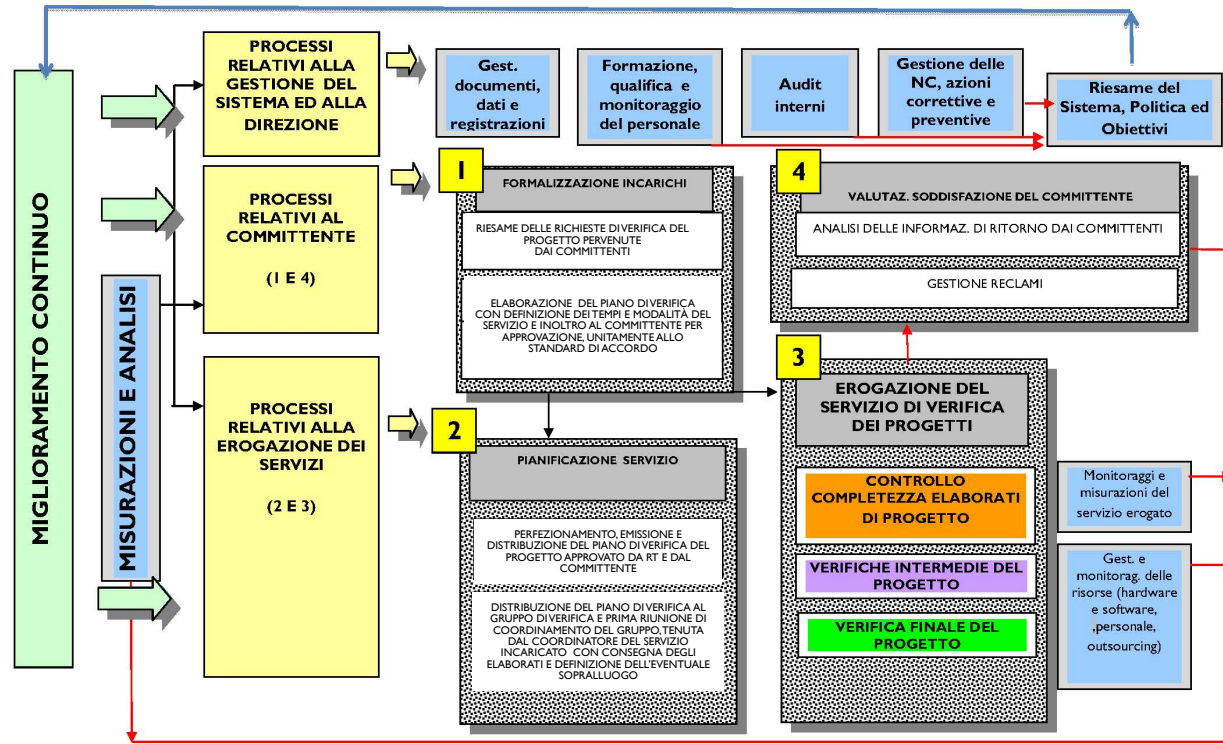 MIGLIORAMENTO CONTINUO
MISURAZIONI E ANALISI
PROCESSI
RELATIVI ALLA
GESTIONE DEL
SISTEMA ED ALLA
DIREZIONE
PROCESSI
RELATIVI AL
COMMITTENTE
(1 E 4)
PROCESSI
RELATIVI ALLA
EROGAZIONE DEI
SERVIZI
(2 E 3)
Gest.
documenti,
dati e
registrazioni
Formazione,
qualifica e
monitoraggio
del personale
Audit
interni
Gestione delle
NC, azioni
correttive e
preventive
Riesame del
Sistema, Politica ed
Obiettivi
1
FORMALIZZAZIONE INCARICHI
RIESAME DELLE RICHIESTE DI VERIFICA DEL
PROGETTO PERVENUTE
DAI COMMITTENTI
ELABORAZIONE DEL PIANO DI VERIFICA
CON DEFINIZIONE DEI TEMPI E MODALITÀ DEL
SERVIZIO E INOLTRO AL COMMITTENTE PER
APPROVAZIONE, UNITAMENTE ALLO
STANDARD DI ACCORDO
2
PIANIFICAZIONE SERVIZIO
PERFEZIONAMENTO, EMISSIONE E
DISTRIBUZIONE DEL PIANO DI VERIFICA DEL
PROGETTO APPROVATO DA RT E DAL
COMMITTENTE
DISTRIBUZIONE DEL PIANO DI VERIFICA AL
GRUPPO DI VERIFICA E PRIMA RIUNIONE DI
COORDINAMENTO DEL GRUPPO, TENUTA
DAL COORDINATORE DEL SERVIZIO
INCARICATO CON CONSEGNA DEGLI
ELABORATI E DEFINIZIONE DELL'EVENTUALE
SOPRALLUOGO
4
VALUTAZ. SODDISFAZIONE DEL COMMITTENTE
ANALISI DELLE INFORMAZ. DI RITORNO DAI COMMITTENTI
GESTIONE RECLAMI
3
EROGAZIONE DEL
SERVIZIO DI VERIFICA
DEI PROGETTI
CONTROLLO
COMPLETEZZA ELABORATI
DI PROGETTO
VERIFICHE INTERMEDIE DEL
PROGETTO
VERIFICA FINALE DEL
PROGETTO
Monitoraggi e
misurazioni del
servizio erogato
Gest. e
monitorag. delle
risorse (hardware
e software,
,personale,
outsourcing)